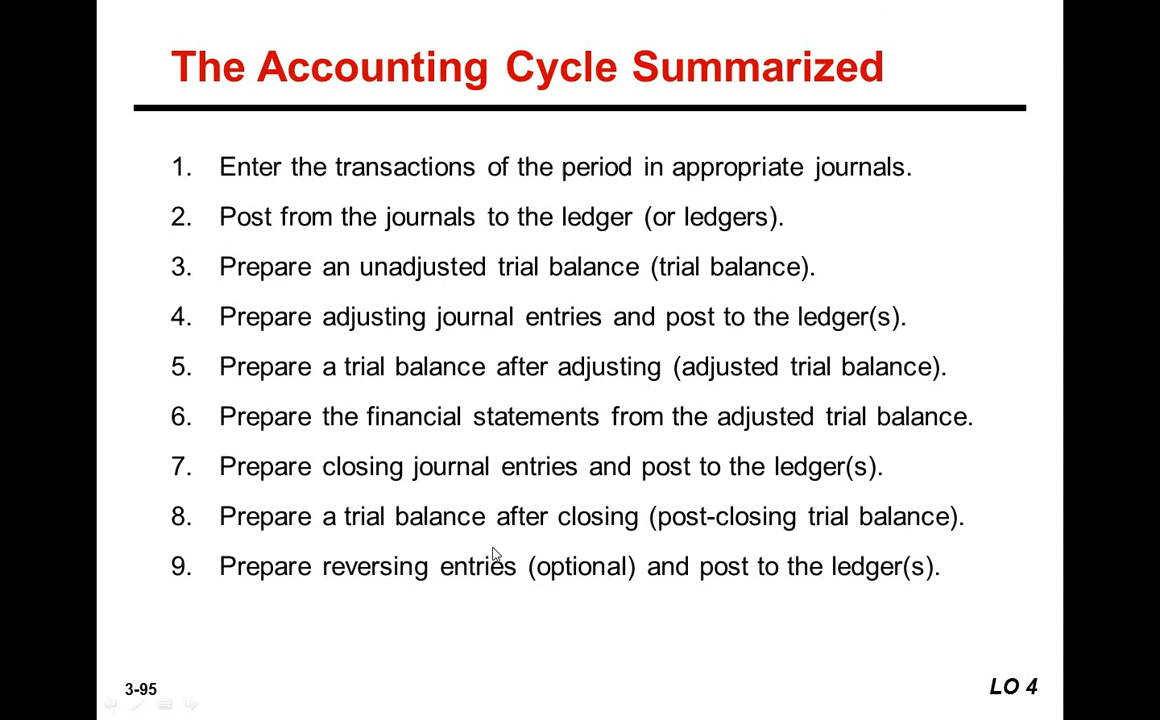 The Accounting Cycle Summarized
1. Enter the transactions of the period in appropriate journals.
2. Post from the journals to the ledger (or ledgers).
3. Prepare an unadjusted trial balance (trial balance).
4. Prepare adjusting journal entries and post to the ledger(s).
5. Prepare a trial balance after adjusting (adjusted trial balance).
6. Prepare the financial statements from the adjusted trial balance.
7. Prepare closing journal entries and post to the ledger(s).
8. Prepare a trial balance after closing (post-closing trial balance).
9. Prepare reversing entries (optional) and post to the ledger(s).
3-95
LO 4